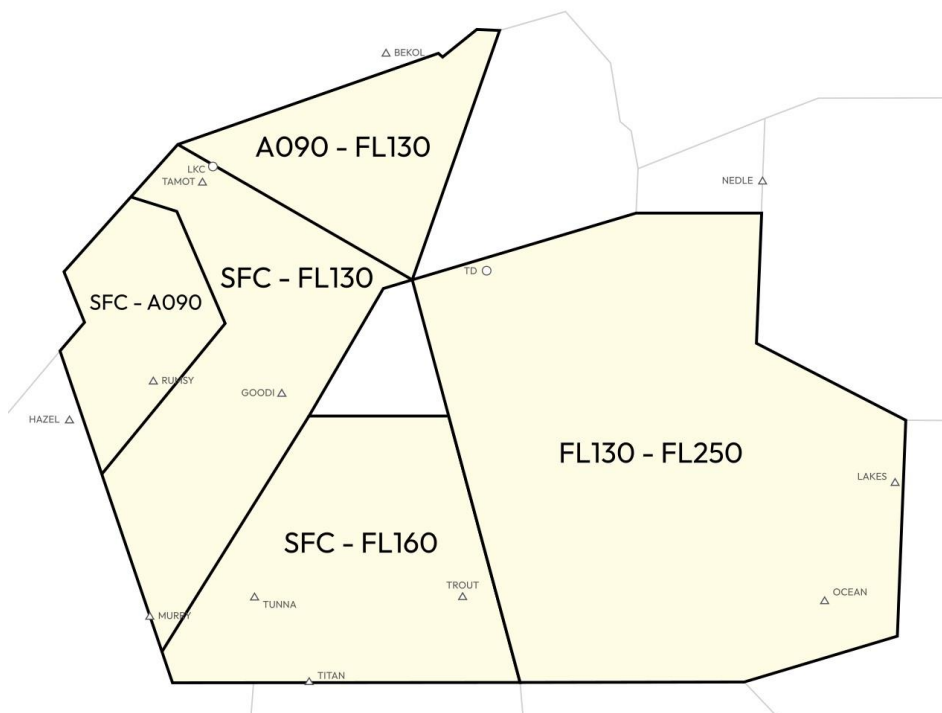 BEKOL
A090 - FL130
LKC
TAMOT
NEDLE
TD
SFC - FL130
SFC - A090
RUMSY
GOODI
HAZEL
FL130 - FL250
LAKES
SFC - FL160
TROUT
OCEAN
TUNNA
MURRY
TITAN